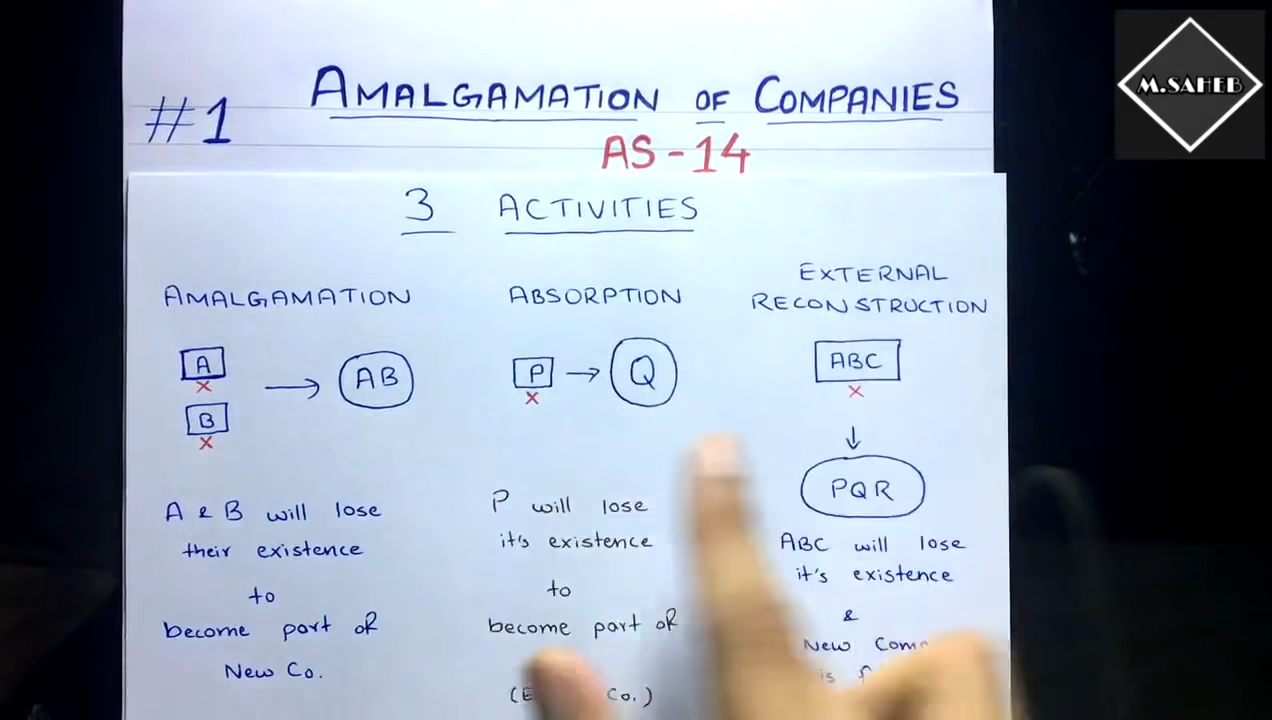 #1 AMALGAMATION OF COMPANIES
AS-14
M.SAHEB
3 ACTIVITIES
AMALGAMATION
A
×
B
×
→ AB
A & B will lose
their existence
to
become part of
New Co.
ABSORPTION
P → Q
×
P will lose
it's existence
to
become part of
Co.)
EXTERNAL
RECONSTRUCTION
ABC
×
↓
PQR
ABC will lose
it's existence
&
New
is